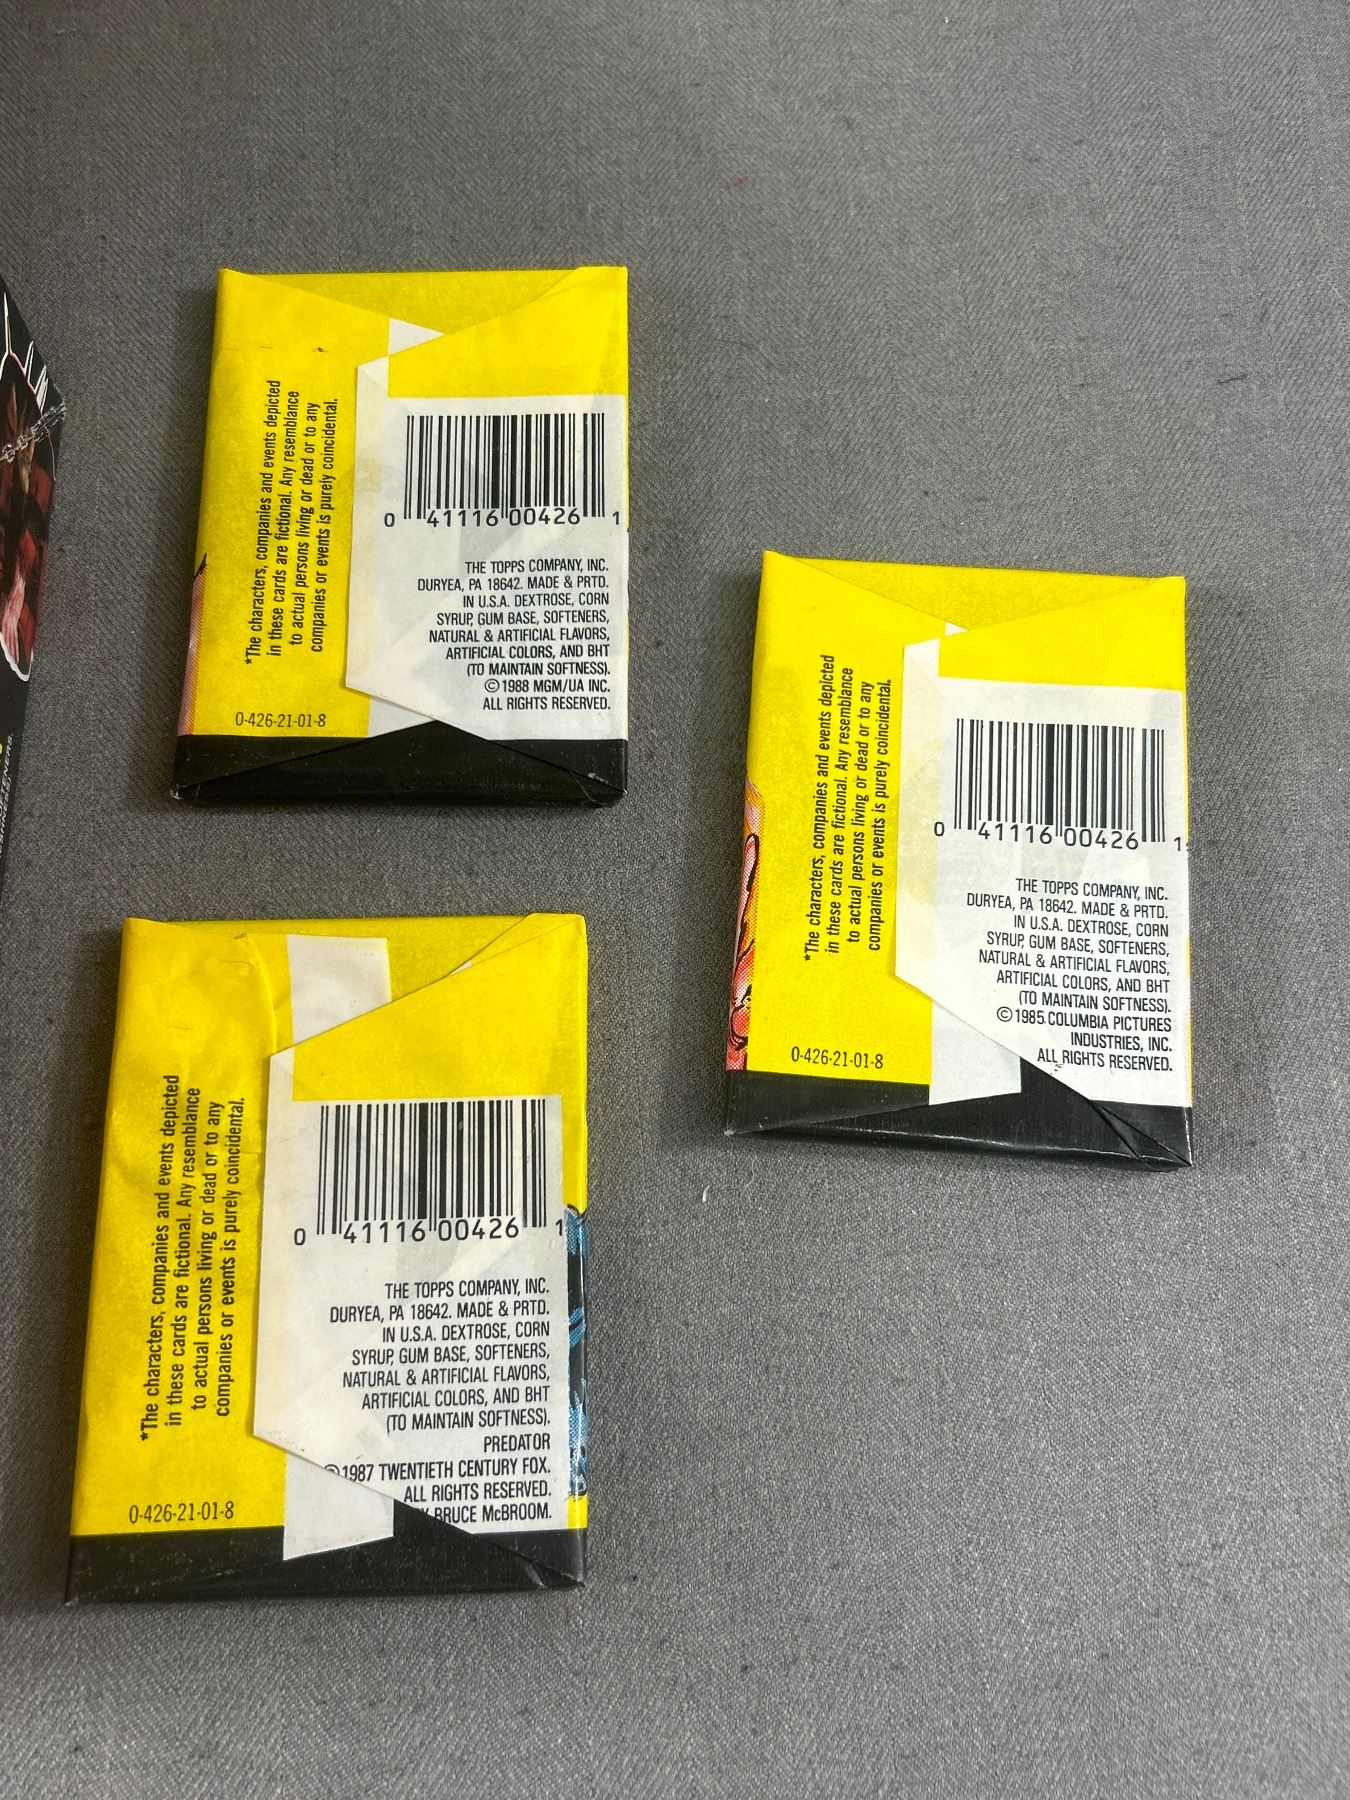 *The characters, companies and events depicted
in these cards are fictional. Any resemblance
to actual persons living or dead or to any
companies or events is purely coincidental.
0-426-21-01-8
0 41116 00426 1
THE TOPPS COMPANY, INC.
DURYEA, PA 18642. MADE & PRTD.
IN U.S.A. DEXTROSE, CORN
SYRUP, GUM BASE, SOFTENERS,
NATURAL & ARTIFICIAL FLAVORS,
ARTIFICIAL COLORS, AND BHT
(TO MAINTAIN SOFTNESS).
©1988 MGM/UA INC.
ALL RIGHTS RESERVED.
*The characters, companies and events depicted
in these cards are fictional. Any resemblance
to actual persons living or dead or to any
companies or events is purely coincidental.
0-426-21-01-8
0 41116 00426 1
THE TOPPS COMPANY, INC.
DURYEA, PA 18642. MADE & PRTD.
IN U.S.A. DEXTROSE, CORN
SYRUP, GUM BASE, SOFTENERS,
NATURAL & ARTIFICIAL FLAVORS,
ARTIFICIAL COLORS, AND BHT
(TO MAINTAIN SOFTNESS).
©1985 COLUMBIA PICTURES
INDUSTRIES, INC.
ALL RIGHTS RESERVED.
*The characters, companies and events depicted
in these cards are fictional. Any resemblance
to actual persons living or dead or to any
companies or events is purely coincidental.
0-426-21-01-8
0 41116 00426 1
THE TOPPS COMPANY, INC.
DURYEA, PA 18642. MADE & PRTD.
IN U.S.A. DEXTROSE, CORN
SYRUP, GUM BASE, SOFTENERS,
NATURAL & ARTIFICIAL FLAVORS,
ARTIFICIAL COLORS, AND BHT
(TO MAINTAIN SOFTNESS).
PREDATOR
©1987 TWENTIETH CENTURY FOX.
ALL RIGHTS RESERVED.
BRUCE McBROOM.